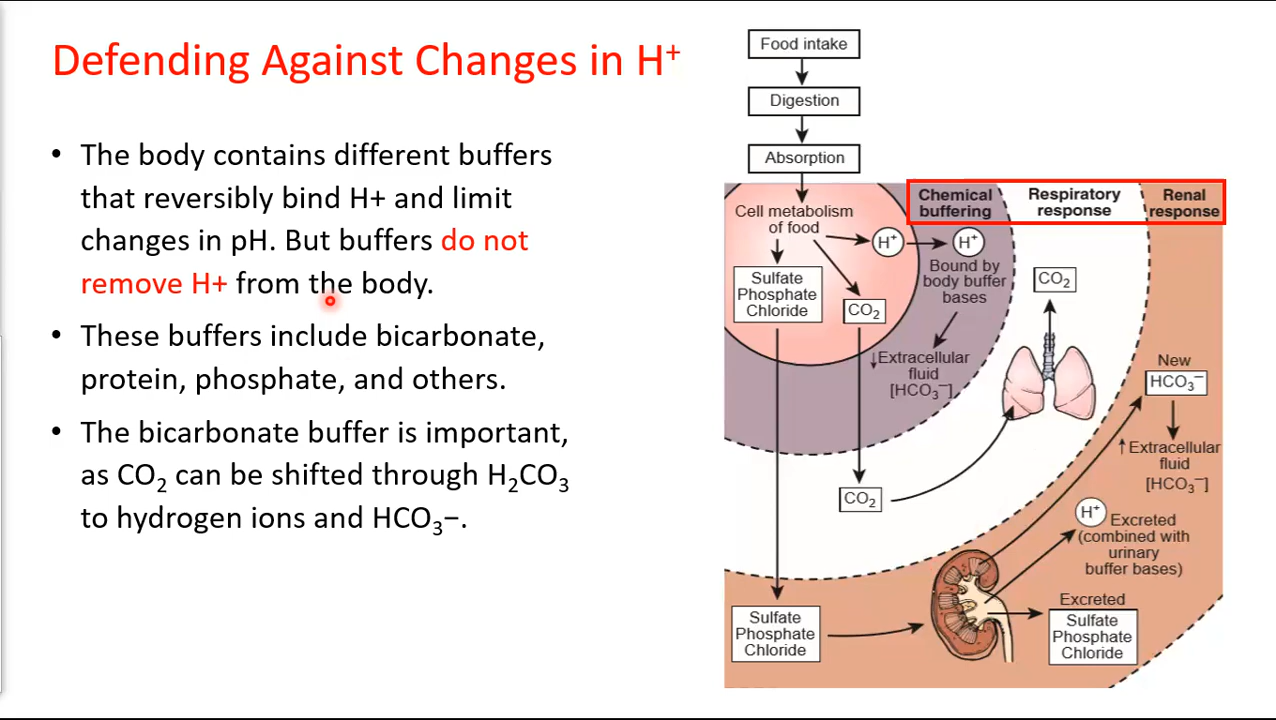 Defending Against Changes in H⁺
• The body contains different buffers
that reversibly bind H+ and limit
changes in pH. But buffers do not
remove H+ from the body.
• These buffers include bicarbonate,
protein, phosphate, and others.
• The bicarbonate buffer is important,
as CO₂ can be shifted through H₂CO₃
to hydrogen ions and HCO₃−.
Food intake
Digestion
Absorption
Chemical
buffering
Respiratory
response
Renal
response
Cell metabolism
of food
H⁺
H⁺
Bound by
body buffer
bases
Sulfate
Phosphate
Chloride
CO₂
↓Extracellular
fluid
[HCO₃⁻]
CO₂
New
HCO₃⁻
↑Extracellular
fluid
[HCO₃⁻]
CO₂
H⁺
Excreted
(combined with
urinary
buffer bases)
Sulfate
Phosphate
Chloride
Excreted
Sulfate
Phosphate
Chloride